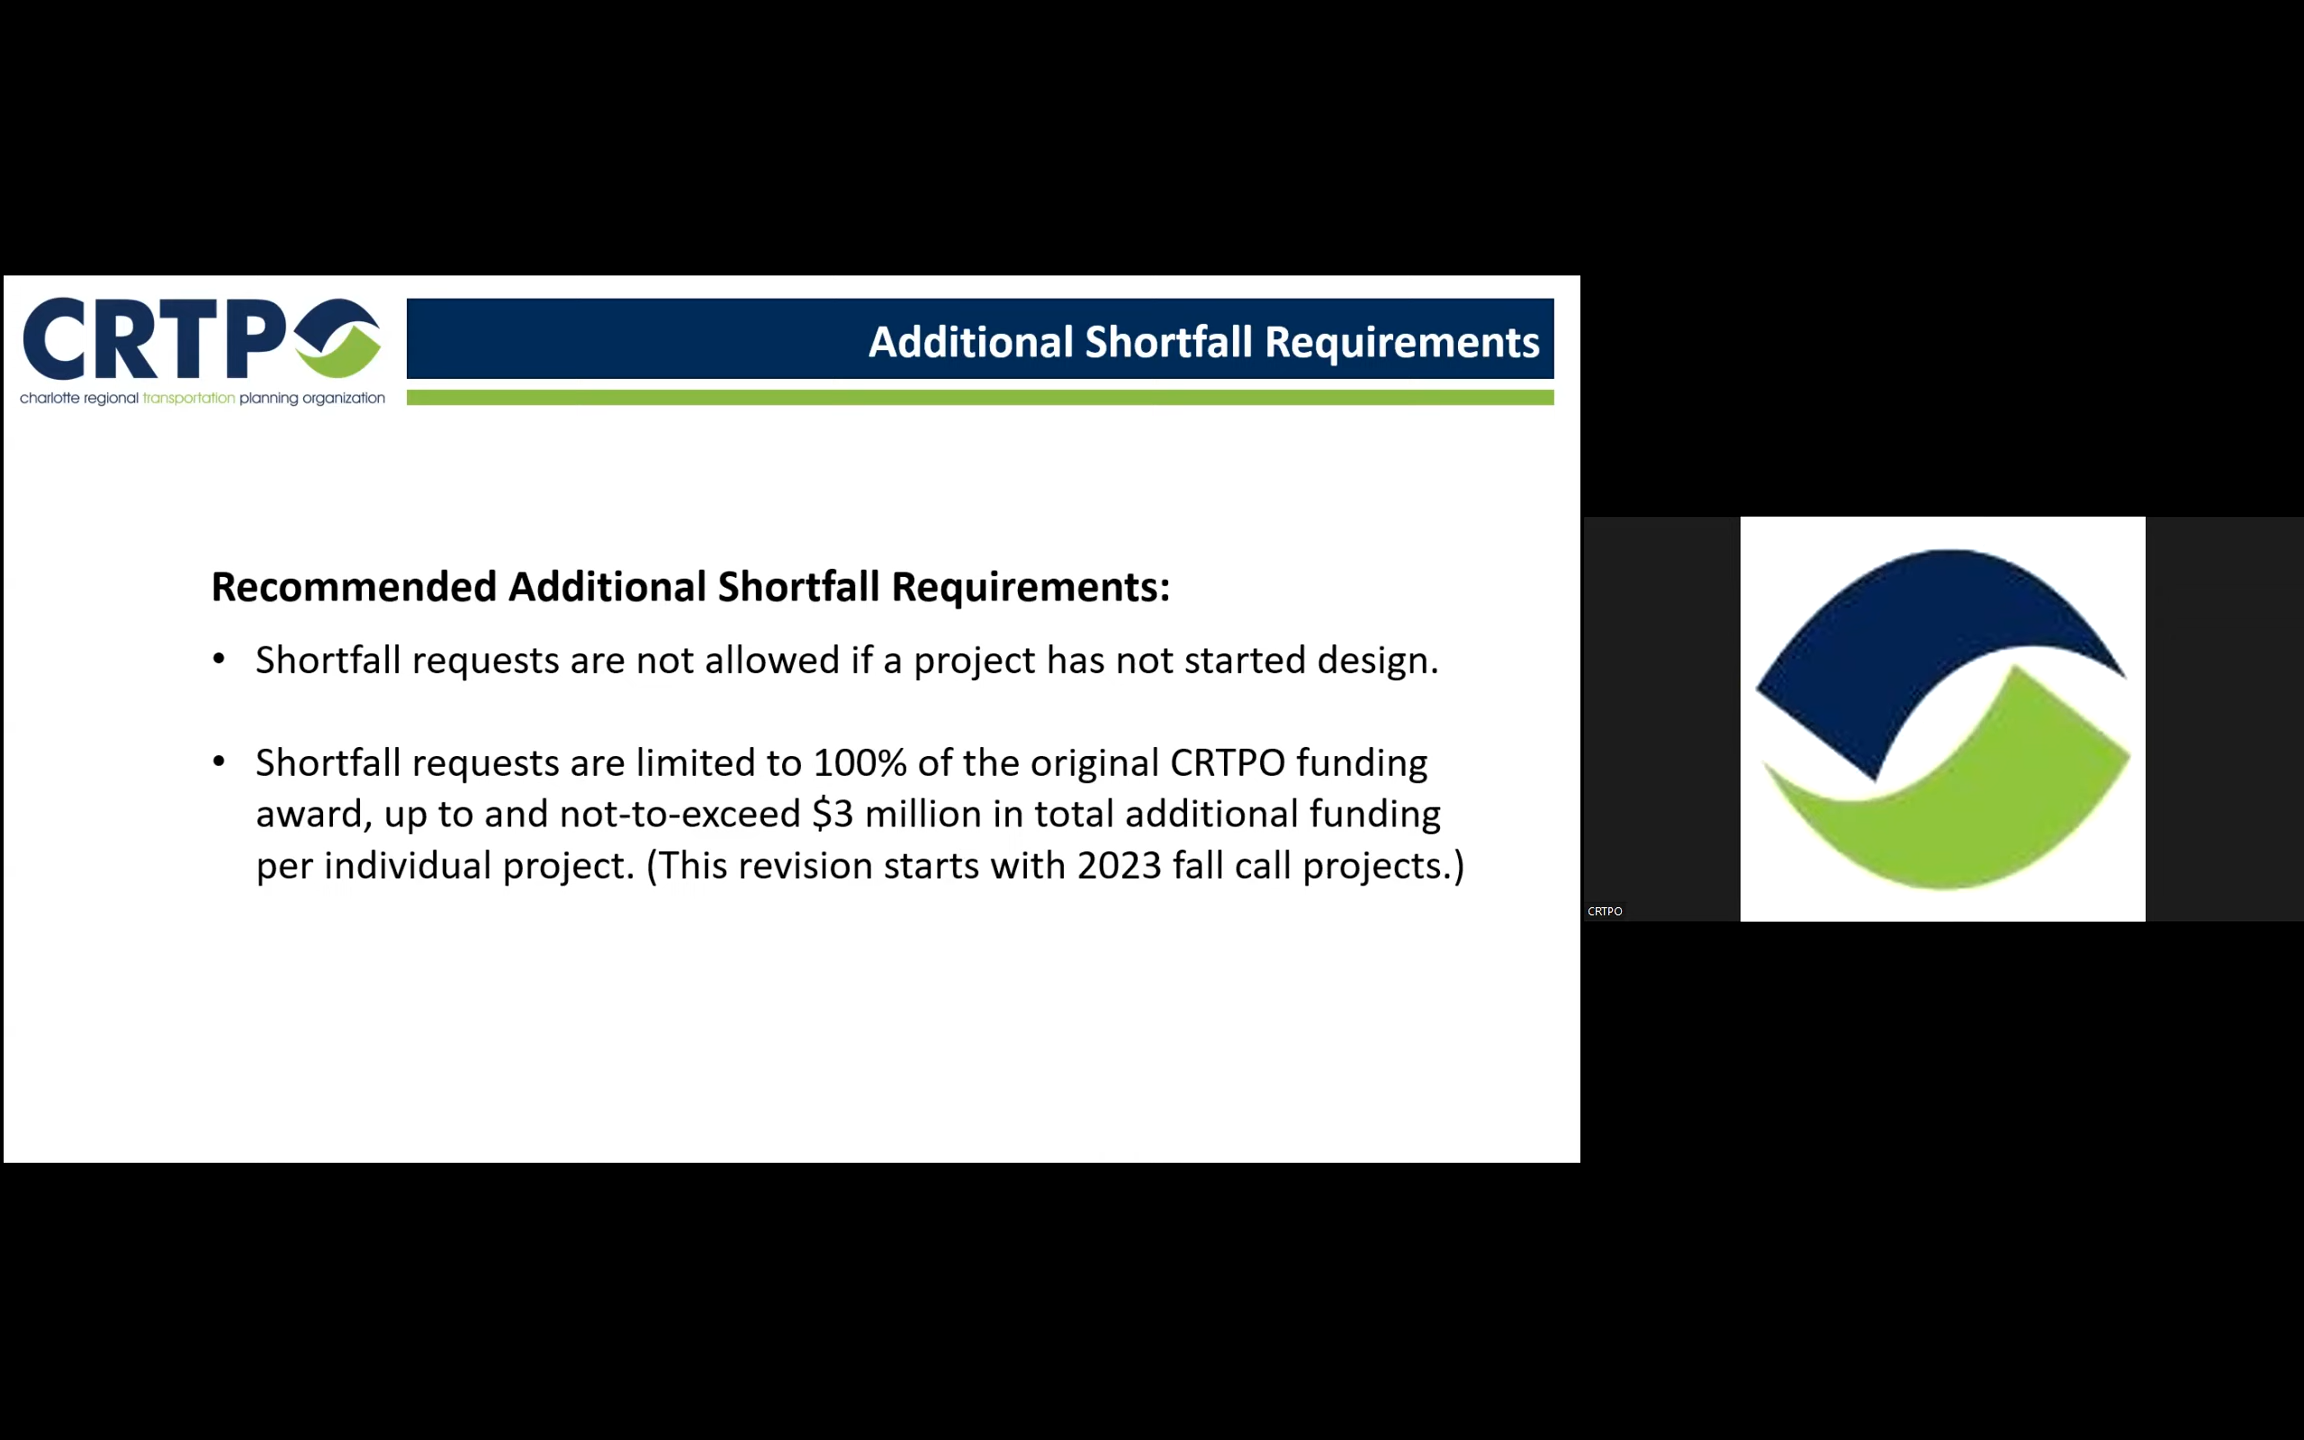 CRTPO
charlotte regional transportation planning organization
Additional Shortfall Requirements
Recommended Additional Shortfall Requirements:
• Shortfall requests are not allowed if a project has not started design.
• Shortfall requests are limited to 100% of the original CRTPO funding
award, up to and not-to-exceed $3 million in total additional funding
per individual project. (This revision starts with 2023 fall call projects.)
CRTPO